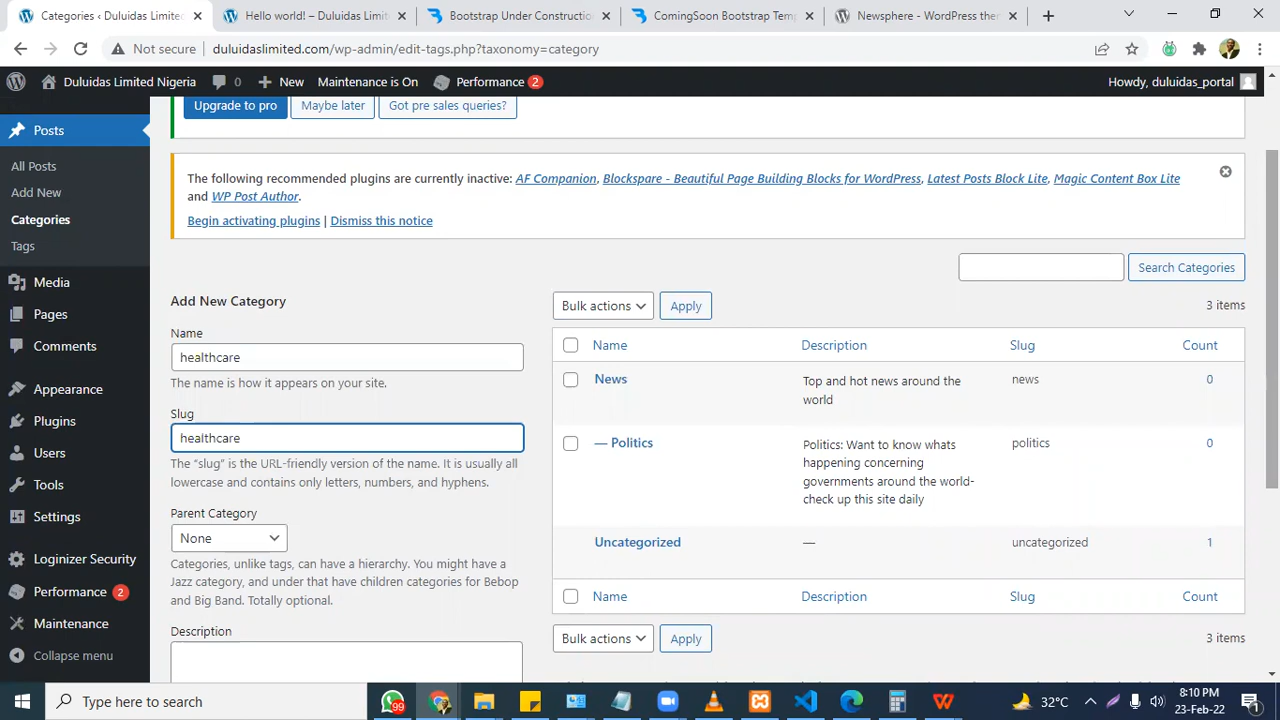 Categories ‹ Duluidas Limited
Hello world! – Duluidas Limit
Bootstrap Under Constructio
ComingSoon Bootstrap Temp
Newsphere - WordPress then
Not secure
duluidaslimited.com/wp-admin/edit-tags.php?taxonomy=category
Duluidas Limited Nigeria
0
New
Maintenance is On
Performance 2
Howdy, duluidas_portal
Posts
All Posts
Add New
Categories
Tags
Media
Pages
Comments
Appearance
Plugins
Users
Tools
Settings
Loginizer Security
Performance 2
Maintenance
Collapse menu
Upgrade to pro
Maybe later
Got pre sales queries?
The following recommended plugins are currently inactive: AF Companion, Blockspare - Beautiful Page Building Blocks for WordPress, Latest Posts Block Lite, Magic Content Box Lite
and WP Post Author.
Begin activating plugins | Dismiss this notice
Search Categories
Add New Category
Name
healthcare
The name is how it appears on your site.
Slug
healthcare
The “slug” is the URL-friendly version of the name. It is usually all
lowercase and contains only letters, numbers, and hyphens.
Parent Category
None
Categories, unlike tags, can have a hierarchy. You might have a
Jazz category, and under that have children categories for Bebop
and Big Band. Totally optional.
Description
Bulk actions
Apply
3 items
Name Description Slug Count
News
Top and hot news around the
world
news
0
— Politics
Politics: Want to know whats
happening concerning
governments around the world-
check up this site daily
politics
0
Uncategorized
—
uncategorized
1
Name Description Slug Count
Bulk actions
Apply
3 items
Type here to search
99
32°C
8:10 PM
23-Feb-22
1